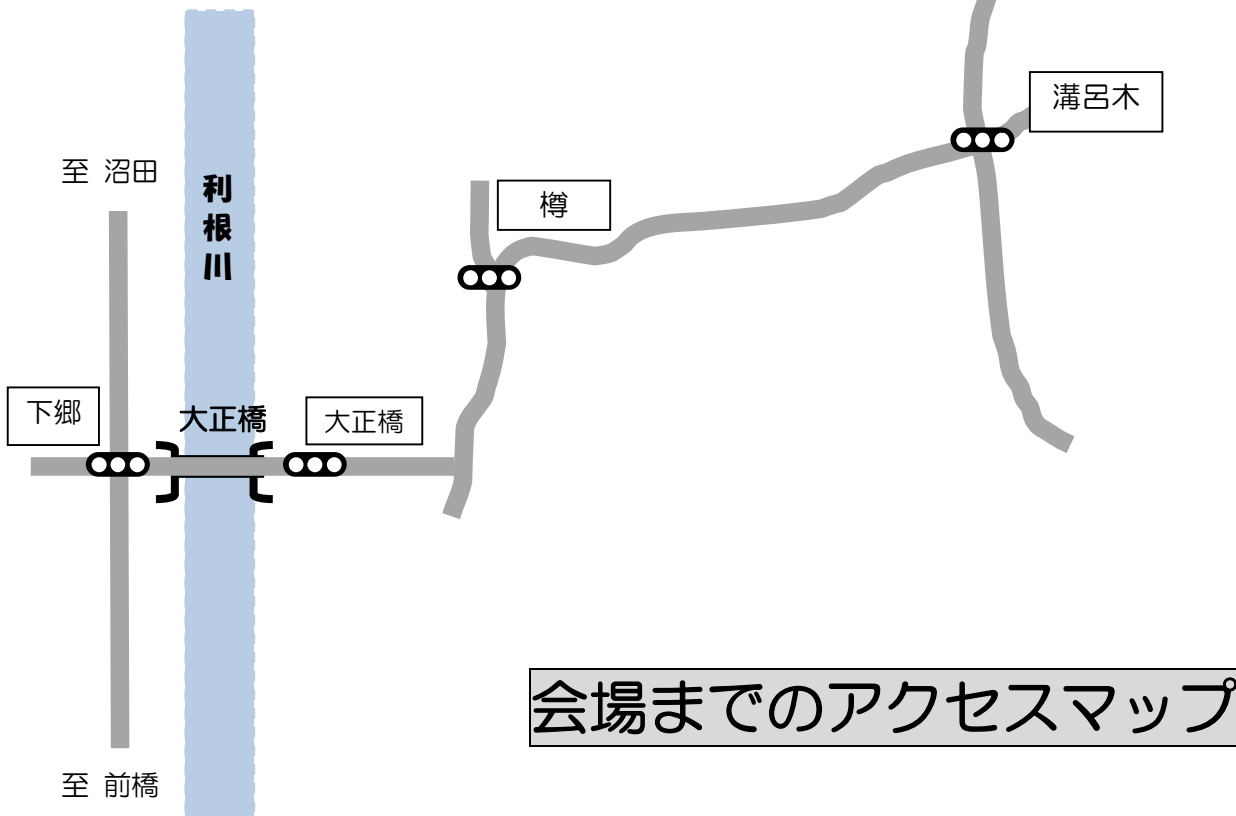 溝呂木
至 沼田
利根川
樽
下郷
大正橋
大正橋
会場までのアクセスマップ
至 前橋